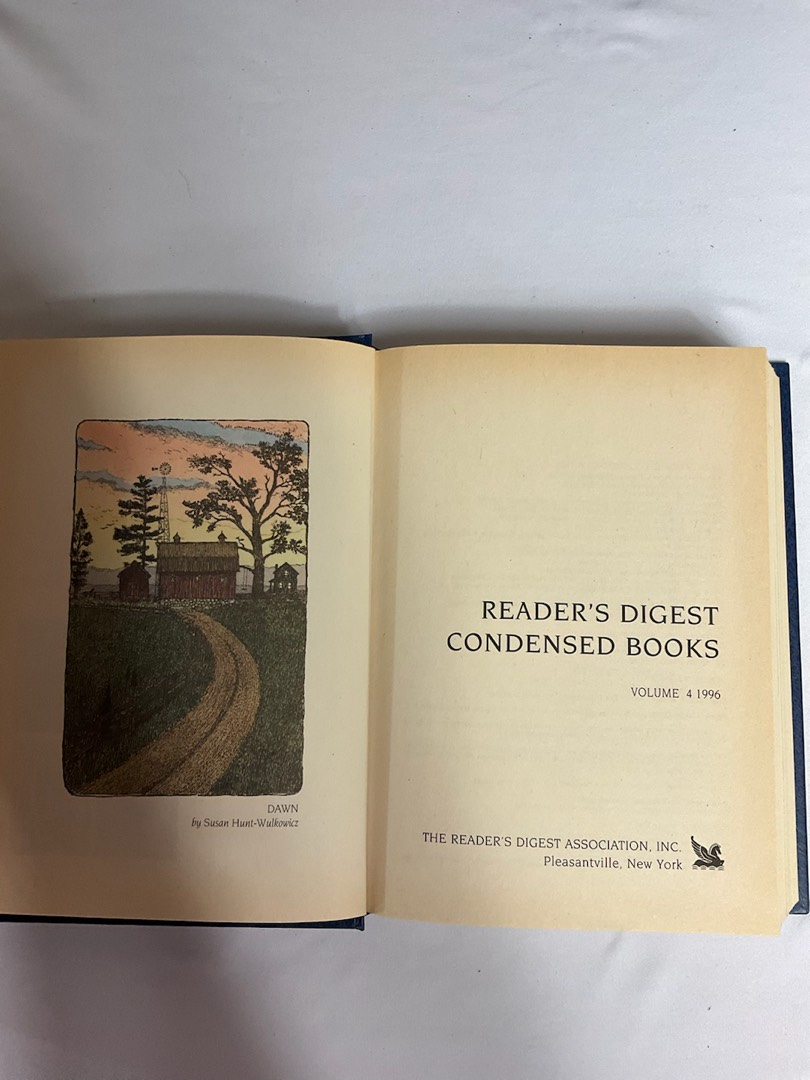 DAWN
by Susan Hunt-Wulkowicz
READER'S DIGEST
CONDENSED BOOKS
VOLUME 4 1996
THE READER'S DIGEST ASSOCIATION, INC.
Pleasantville, New York